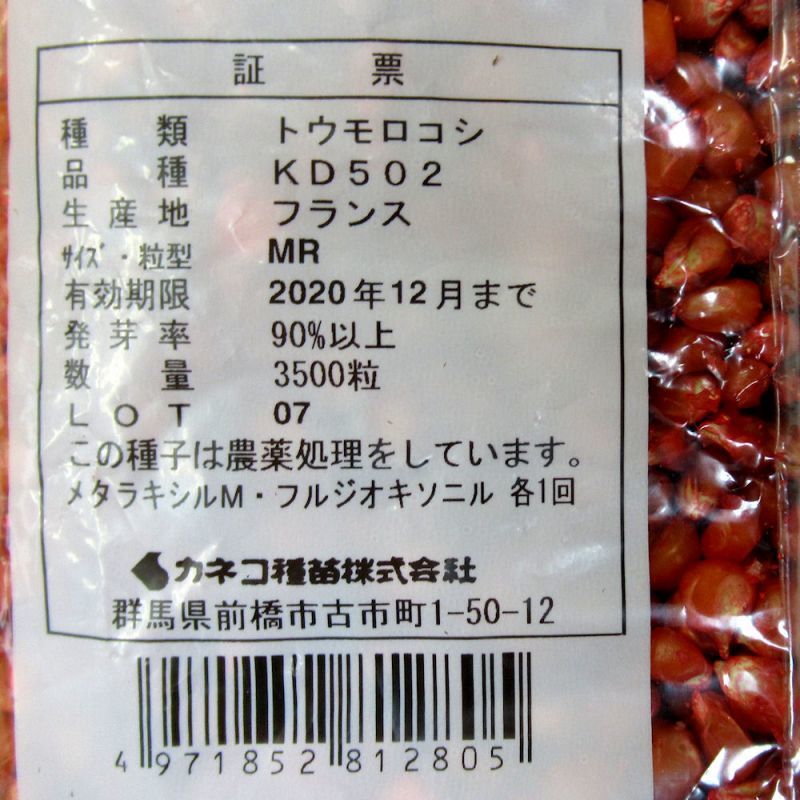 証 票
種 類 トウモロコシ
品 種 KD502
生 産 地 フランス
ｻｲｽﾞ・粒型 MR
有効期限 2020年12月まで
発 芽 率 90%以上
数 量 3500粒
L O T 07
この種子は農薬処理をしています。
メタラキシルM・フルジオキソニル 各1回
カネコ種苗株式会社
群馬県前橋市古市町1-50-12
4 971852 812805